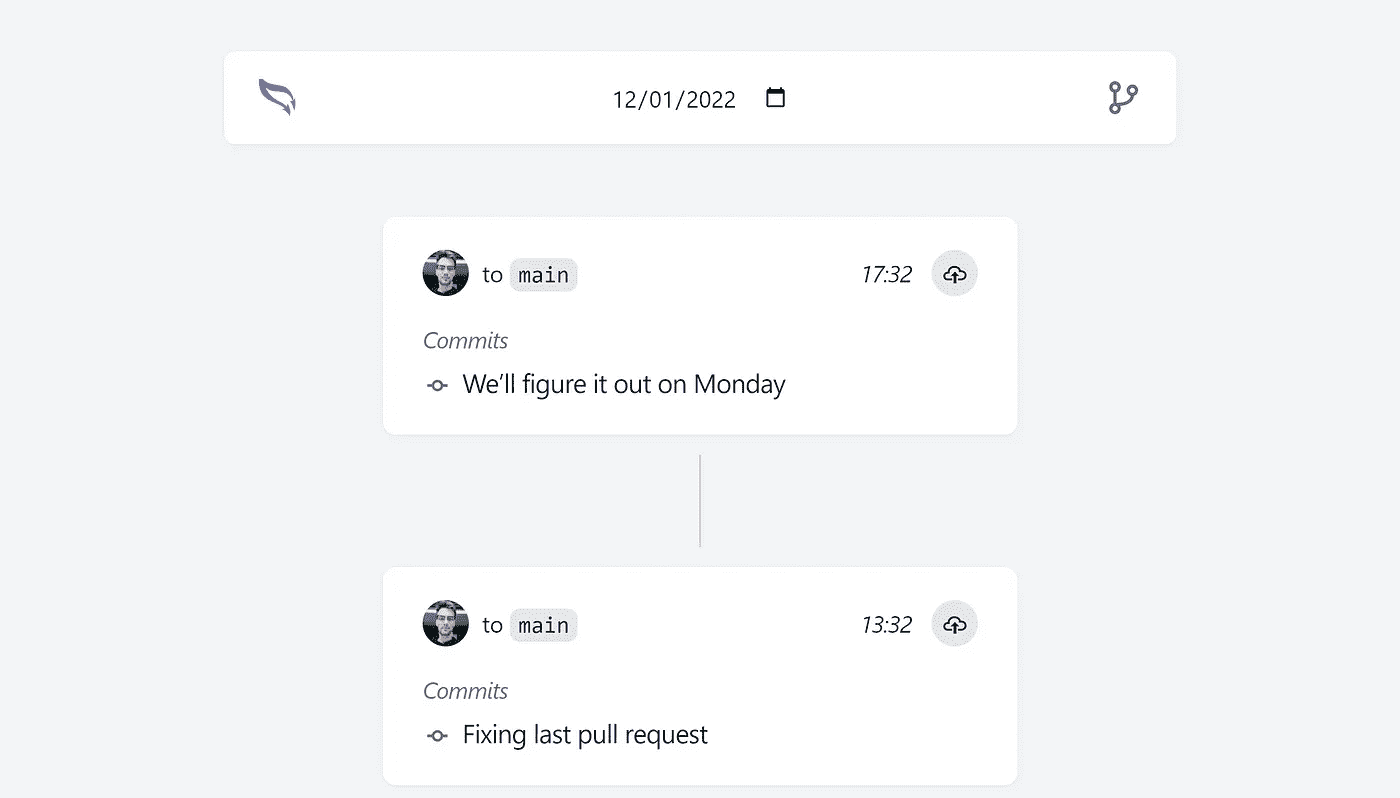 12/01/2022
to main 17:32
Commits
We’ll figure it out on Monday
to main 13:32
Commits
Fixing last pull request